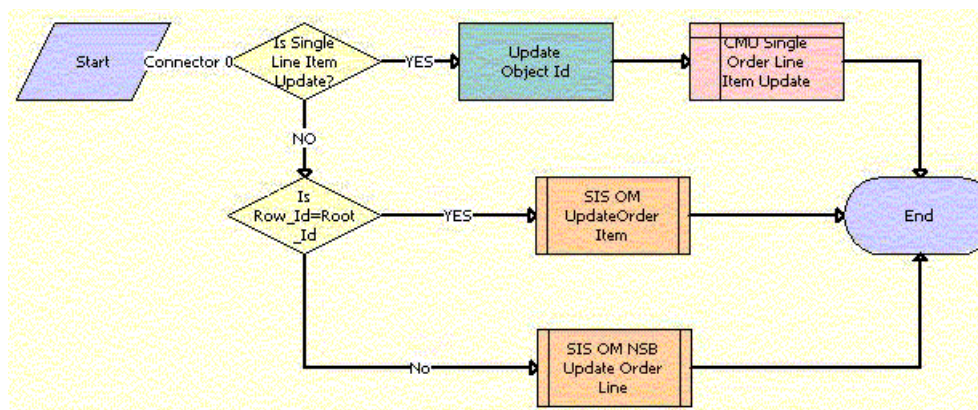 Start
Connector 0
Is Single
Line Item
Update?
YES
Update
Object Id
CMU Single
Order Line
Item Update
NO
Is
Row_Id=Root
_Id
YES
SIS OM
UpdateOrder
Item
End
No
SIS OM NSB
Update Order
Line